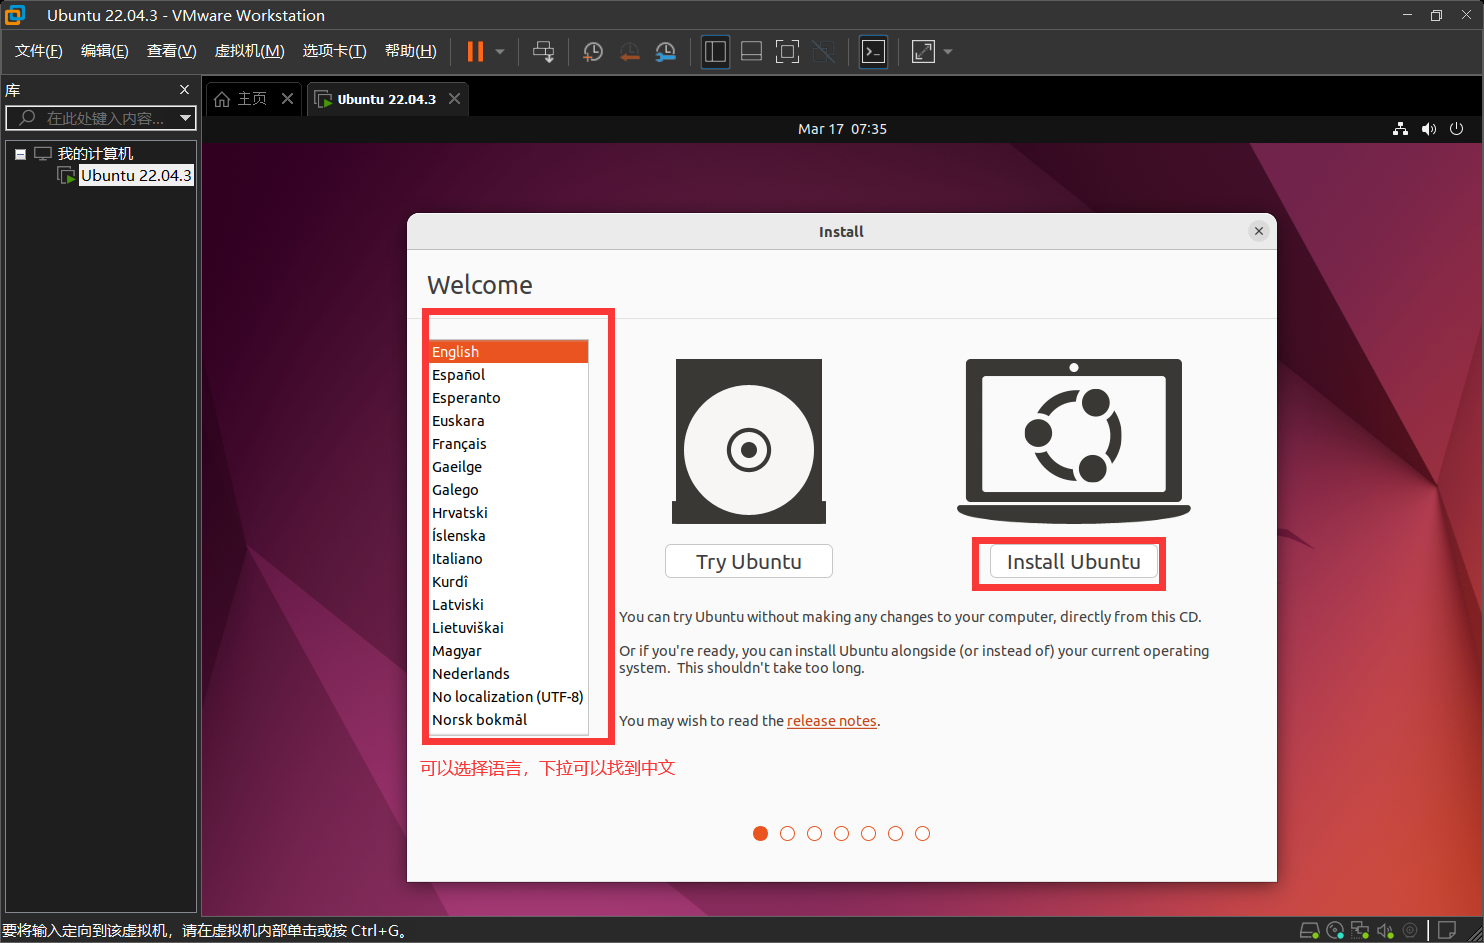 Ubuntu 22.04.3 - VMware Workstation
文件(F) 编辑(E) 查看(V) 虚拟机(M) 选项卡(T) 帮助(H)
库
主页
Ubuntu 22.04.3
在此处键入内容...
Mar 17 07:35
我的计算机
Ubuntu 22.04.3
Install
Welcome
English
Español
Esperanto
Euskara
Français
Gaeilge
Galego
Hrvatski
Íslenska
Italiano
Kurdî
Latviski
Lietuviškai
Magyar
Nederlands
No localization (UTF-8)
Norsk bokmål
Try Ubuntu
Install Ubuntu
You can try Ubuntu without making any changes to your computer, directly from this CD.
Or if you're ready, you can install Ubuntu alongside (or instead of) your current operating
system. This shouldn't take too long.
You may wish to read the release notes.
可以选择语言，下拉可以找到中文
要将输入定向到该虚拟机，请在虚拟机内部单击或按 Ctrl+G。